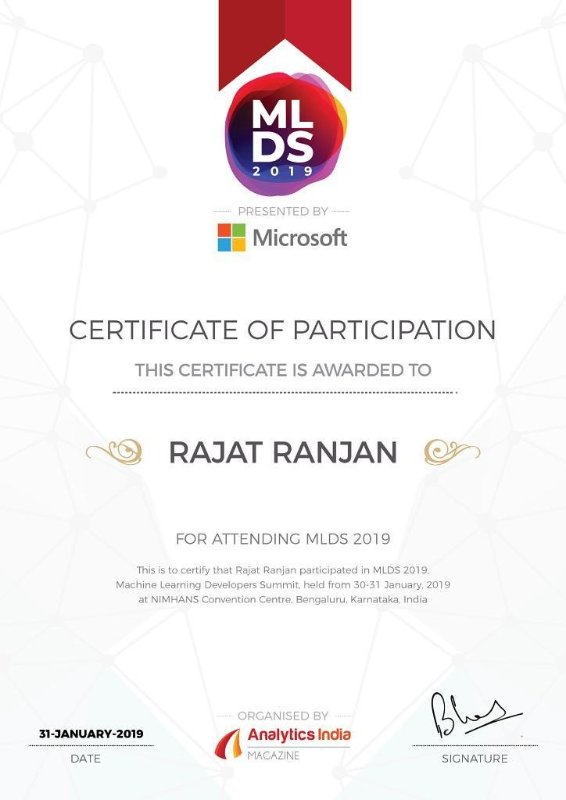 ML
DS
2019
PRESENTED BY
Microsoft
CERTIFICATE OF PARTICIPATION
THIS CERTIFICATE IS AWARDED TO
RAJAT RANJAN
FOR ATTENDING MLDS 2019
This is to certify that Rajat Ranjan participated in MLDS 2019,
Machine Learning Developers Summit, held from 30-31 January, 2019
at NIMHANS Convention Centre, Bengaluru, Karnataka, India
ORGANISED BY
Analytics India
MAGAZINE
31-JANUARY-2019
DATE
SIGNATURE